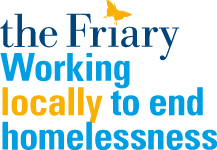 the Friary
Working
locally to end
homelessness